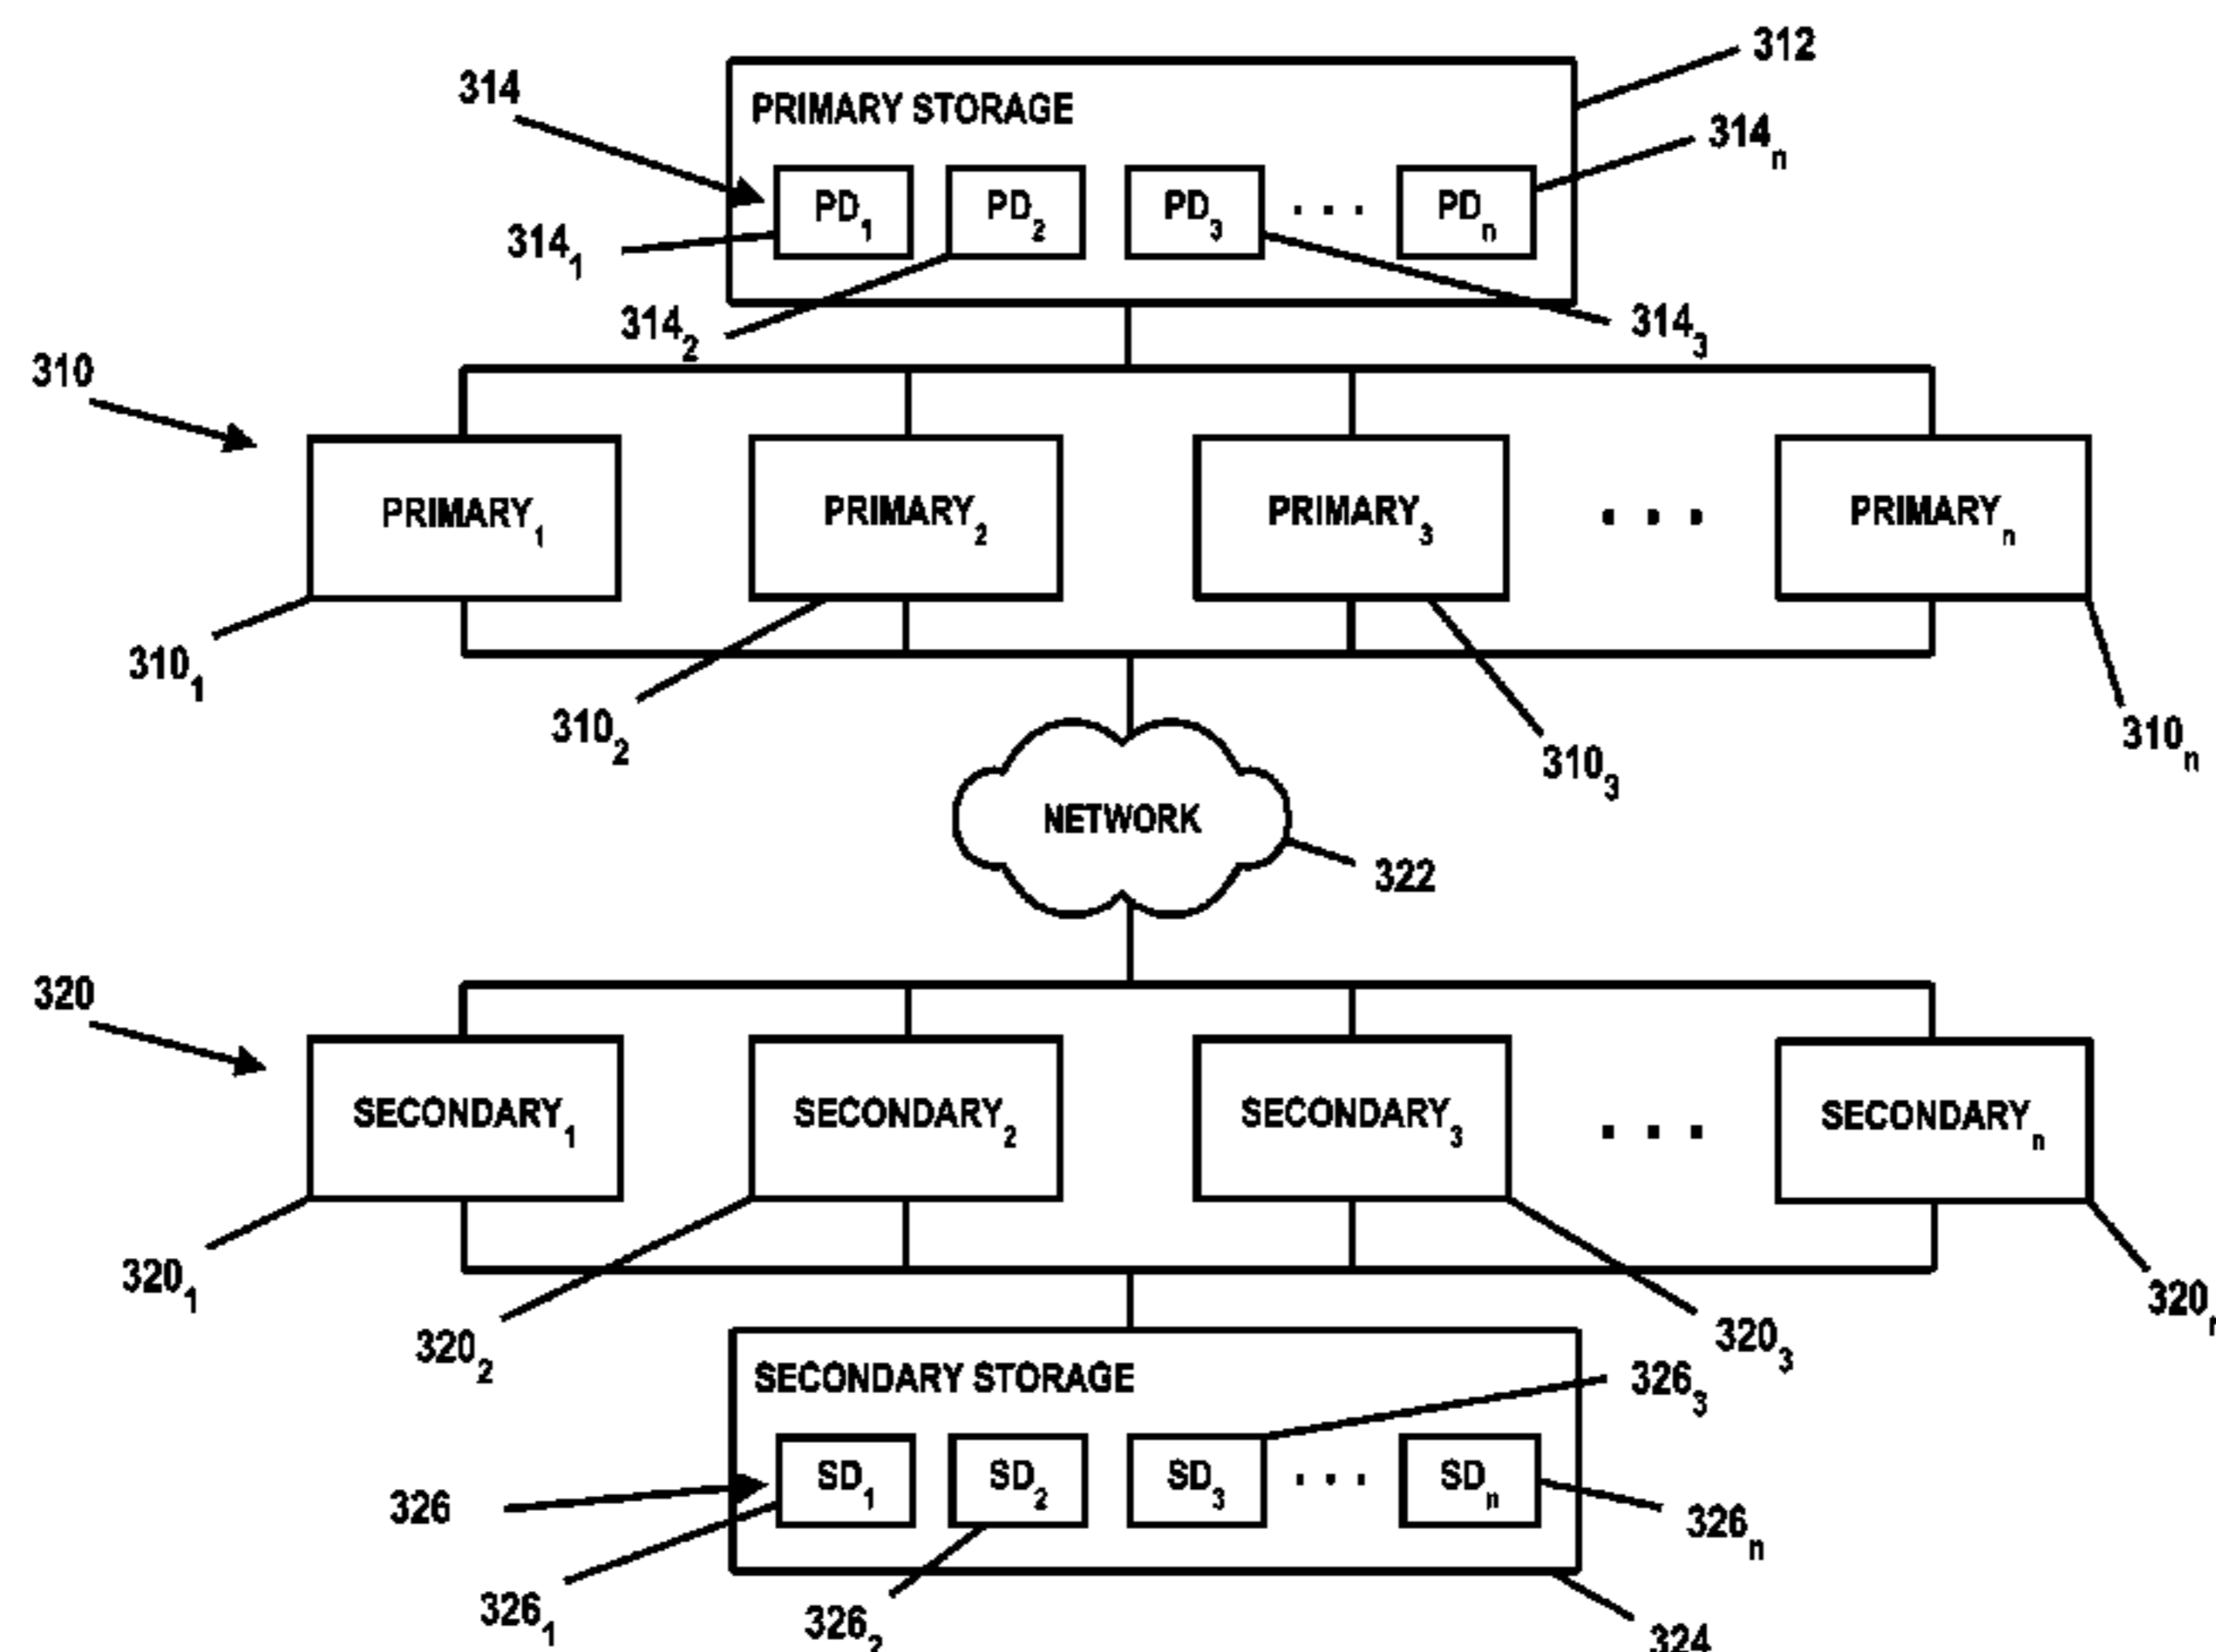 312
314
PRIMARY STORAGE
314n
PD1 PD2 PD3 . . . PDn
3141
3142
3143
310
PRIMARY1 PRIMARY2 PRIMARY3 . . . PRIMARYn
3101
3102
3103
310n
NETWORK
322
320
SECONDARY1 SECONDARY2 SECONDARY3 . . . SECONDARYn
3201
3202
3203
320n
SECONDARY STORAGE
3263
SD1 SD2 SD3 . . . SDn
326
326n
3261
3262
324